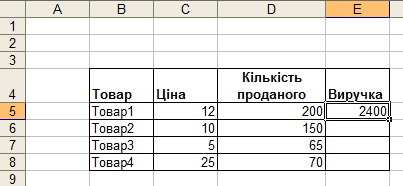 A B C D E
1
2
3
Кількість
4 Товар Ціна проданого Виручка
5 Товар1 12 200 2400
6 Товар2 10 150
7 Товар3 5 65
8 Товар4 25 70
9